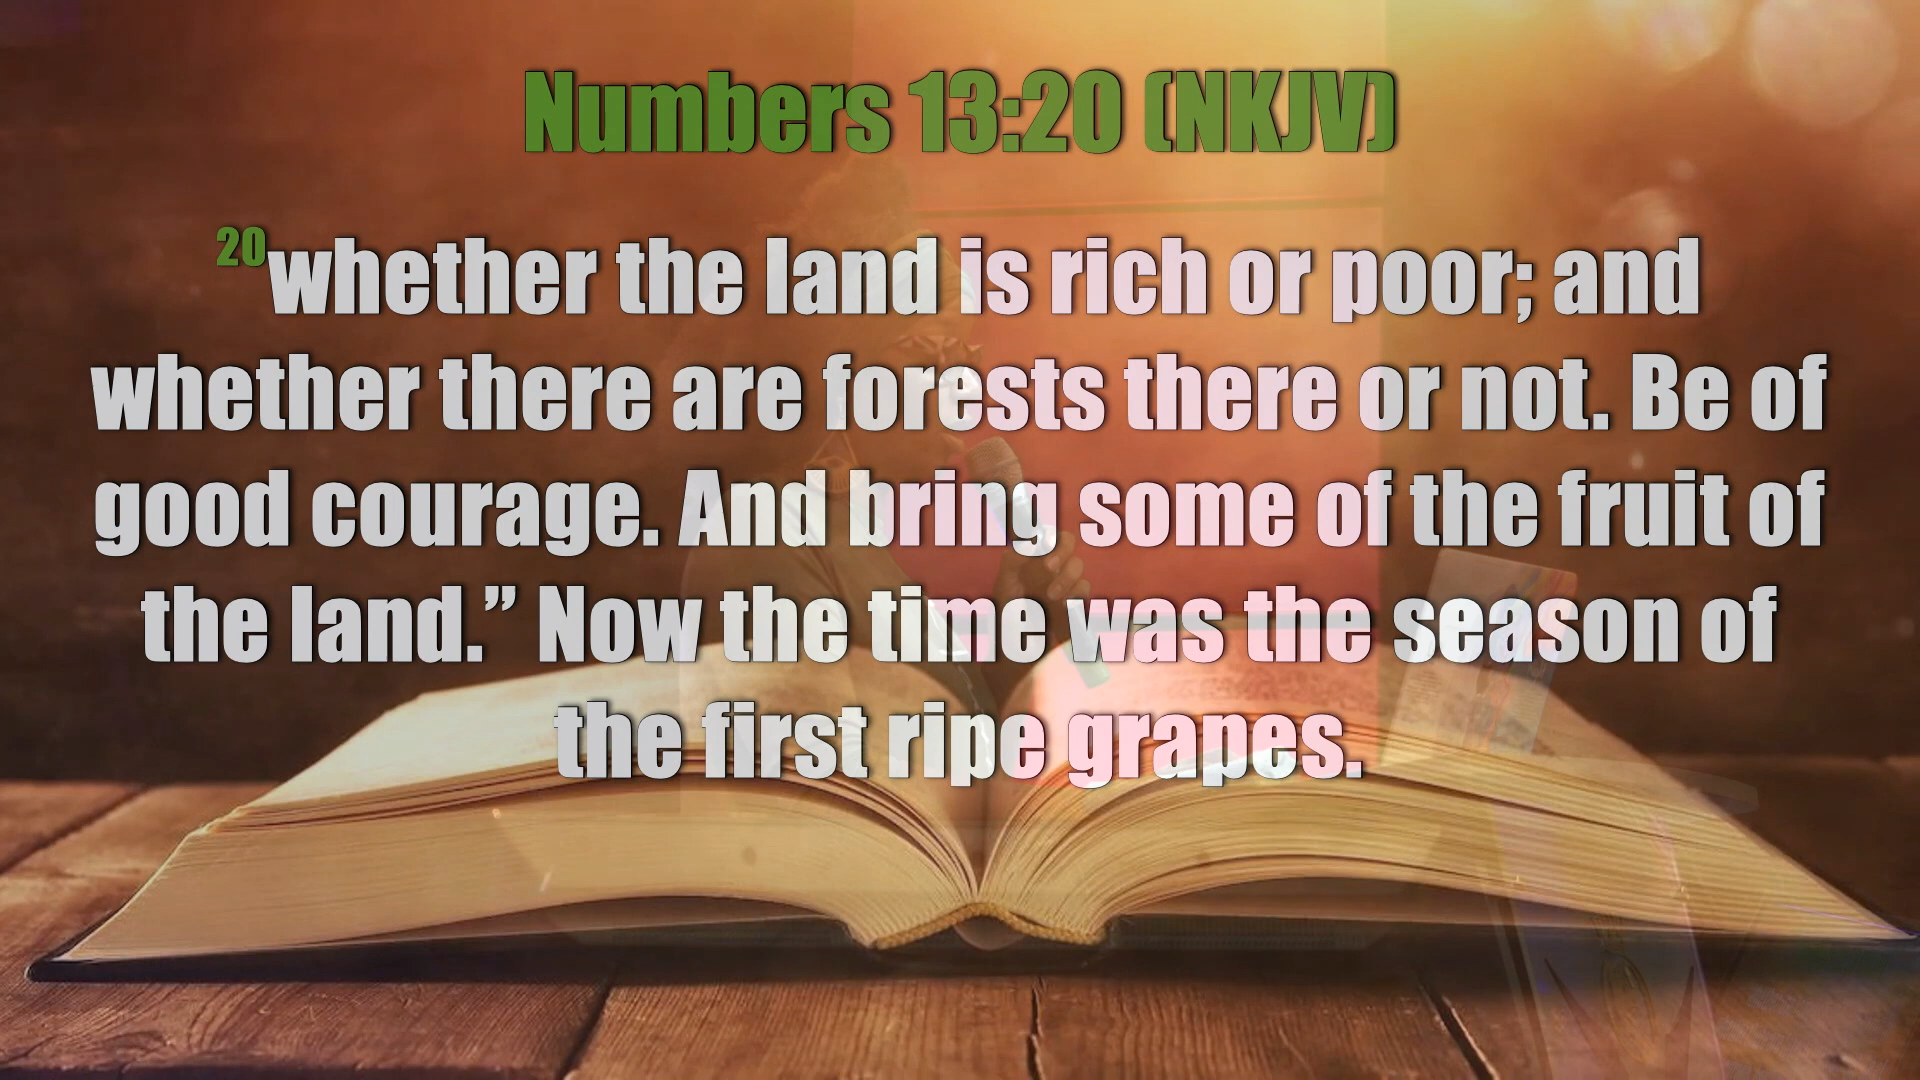 Numbers 13:20 (NKJV)
20whether the land is rich or poor; and
whether there are forests there or not. Be of
good courage. And bring some of the fruit of
the land.” Now the time was the season of
the first ripe grapes.